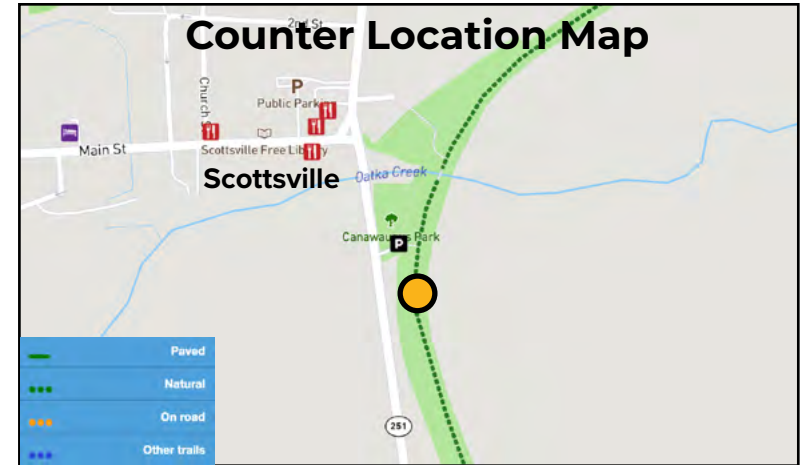 2nd St
Counter Location Map
Church
P
Public Park
Main St
Scottsville Free Library
Scottsville
Oatka Creek
Canawaugus Park
P
251
Paved
Natural
On road
Other trails